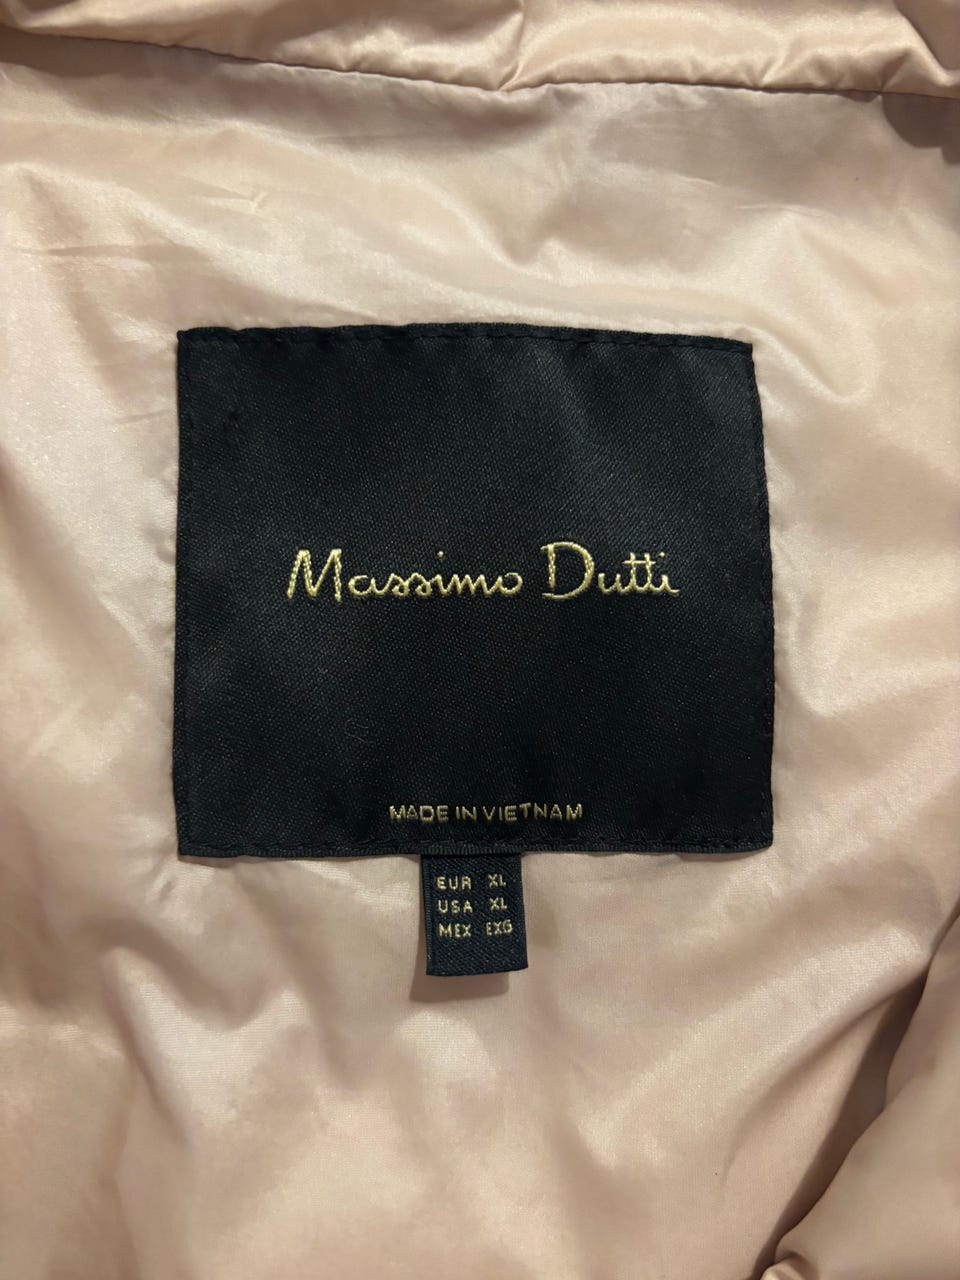 Massimo Dutti
MADE IN VIETNAM
EUR XL
USA XL
MEX EXG